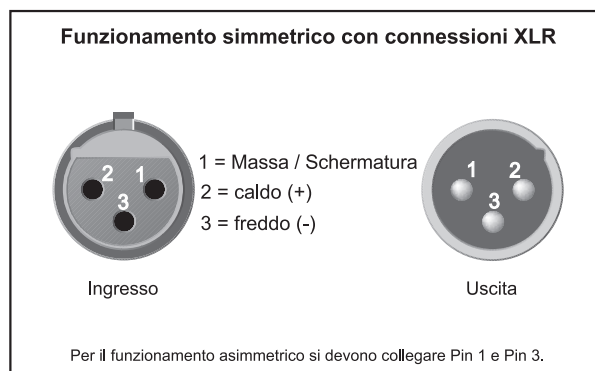 Funzionamento simmetrico con connessioni XLR
2 1
3
1 = Massa / Schermatura
2 = caldo (+)
3 = freddo (-)
1 2
3
Ingresso
Uscita
Per il funzionamento asimmetrico si devono collegare Pin 1 e Pin 3.